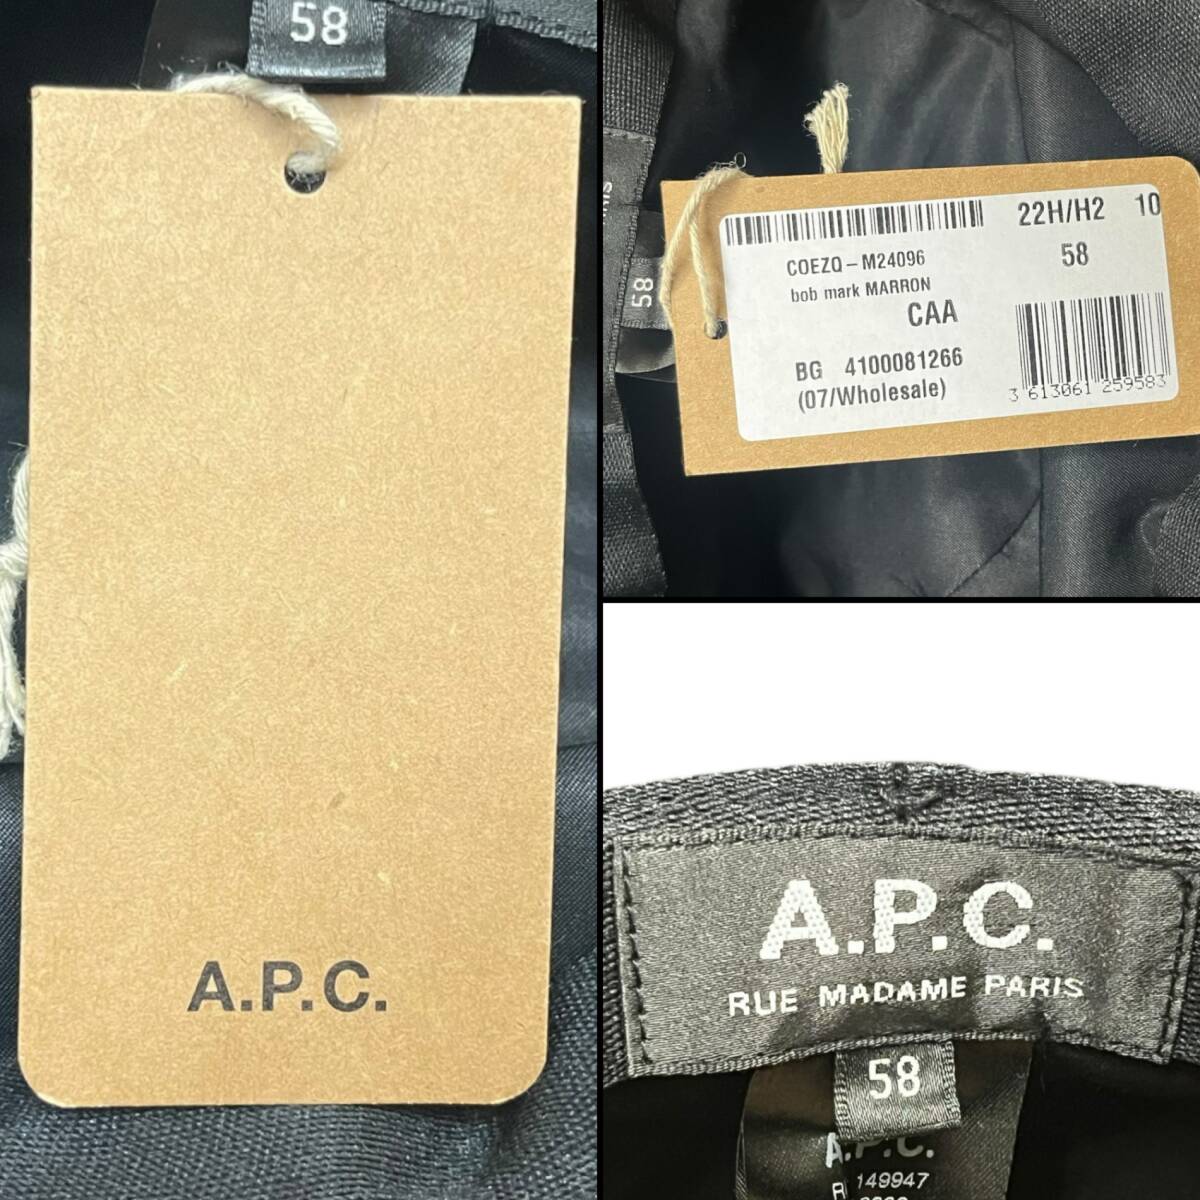 58
A.P.C.
58
22H/H2 10
COEZQ-M24096
58
bob mark MARRON
CAA
BG 4100081266
(07/Wholesale)
3 613061 259583
A.P.C.
RUE MADAME PARIS
58
A.P.C.
149947